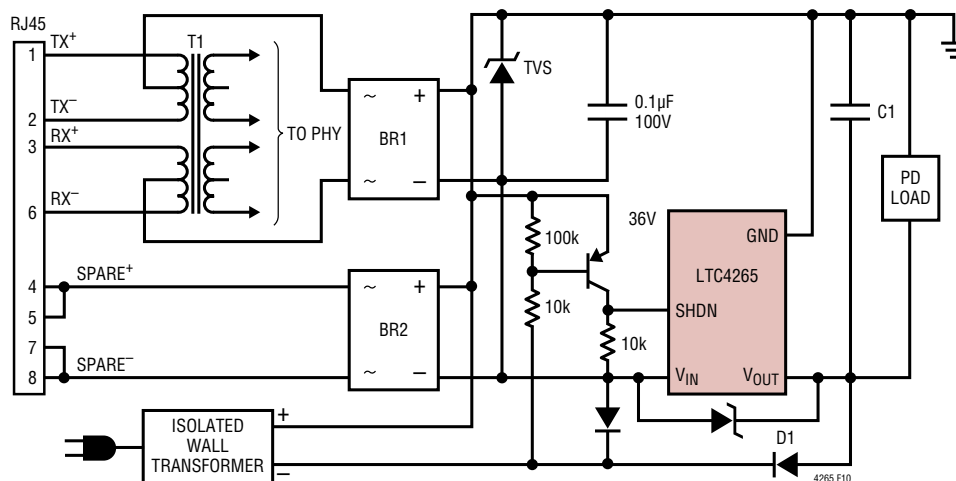 RJ45
1
TX+
T1
2
TX−
3
RX+
6
RX−
TO PHY
~
+
BR1
~
−
TVS
0.1µF
100V
C1
PD
LOAD
36V
100k
10k
10k
GND
LTC4265
SHDN
VIN
VOUT
4
SPARE+
5
7
8
SPARE−
~
+
BR2
~
−
ISOLATED
WALL
TRANSFORMER
+
−
D1
4265 F10